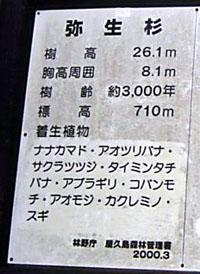 弥生杉
樹高 26.1m
胸高周囲 8.1m
樹齢 約3,000年
標高 710m
着生植物
ナナカマド・アオツリバナ・
サクラツツジ・タイミンタチ
バナ・アブラギリ・コバンモ
チ・アオモジ・カクレミノ・
スギ
林野庁 屋久島森林管理署
2000.3